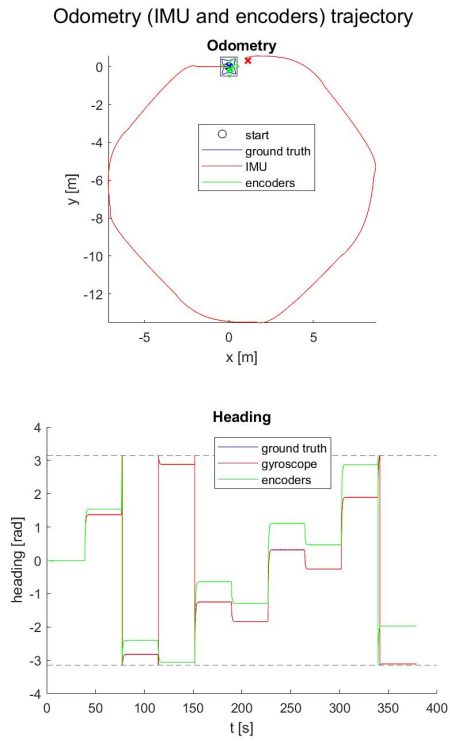 Odometry (IMU and encoders) trajectory
Odometry
0
-2
-4
-6
-8
-10
-12
y [m]
start
ground truth
IMU
encoders
-5
0
5
x [m]
Heading
4
3
2
1
0
-1
-2
-3
-4
heading [rad]
ground truth
gyroscope
encoders
0
50
100
150
200
250
300
350
400
t [s]